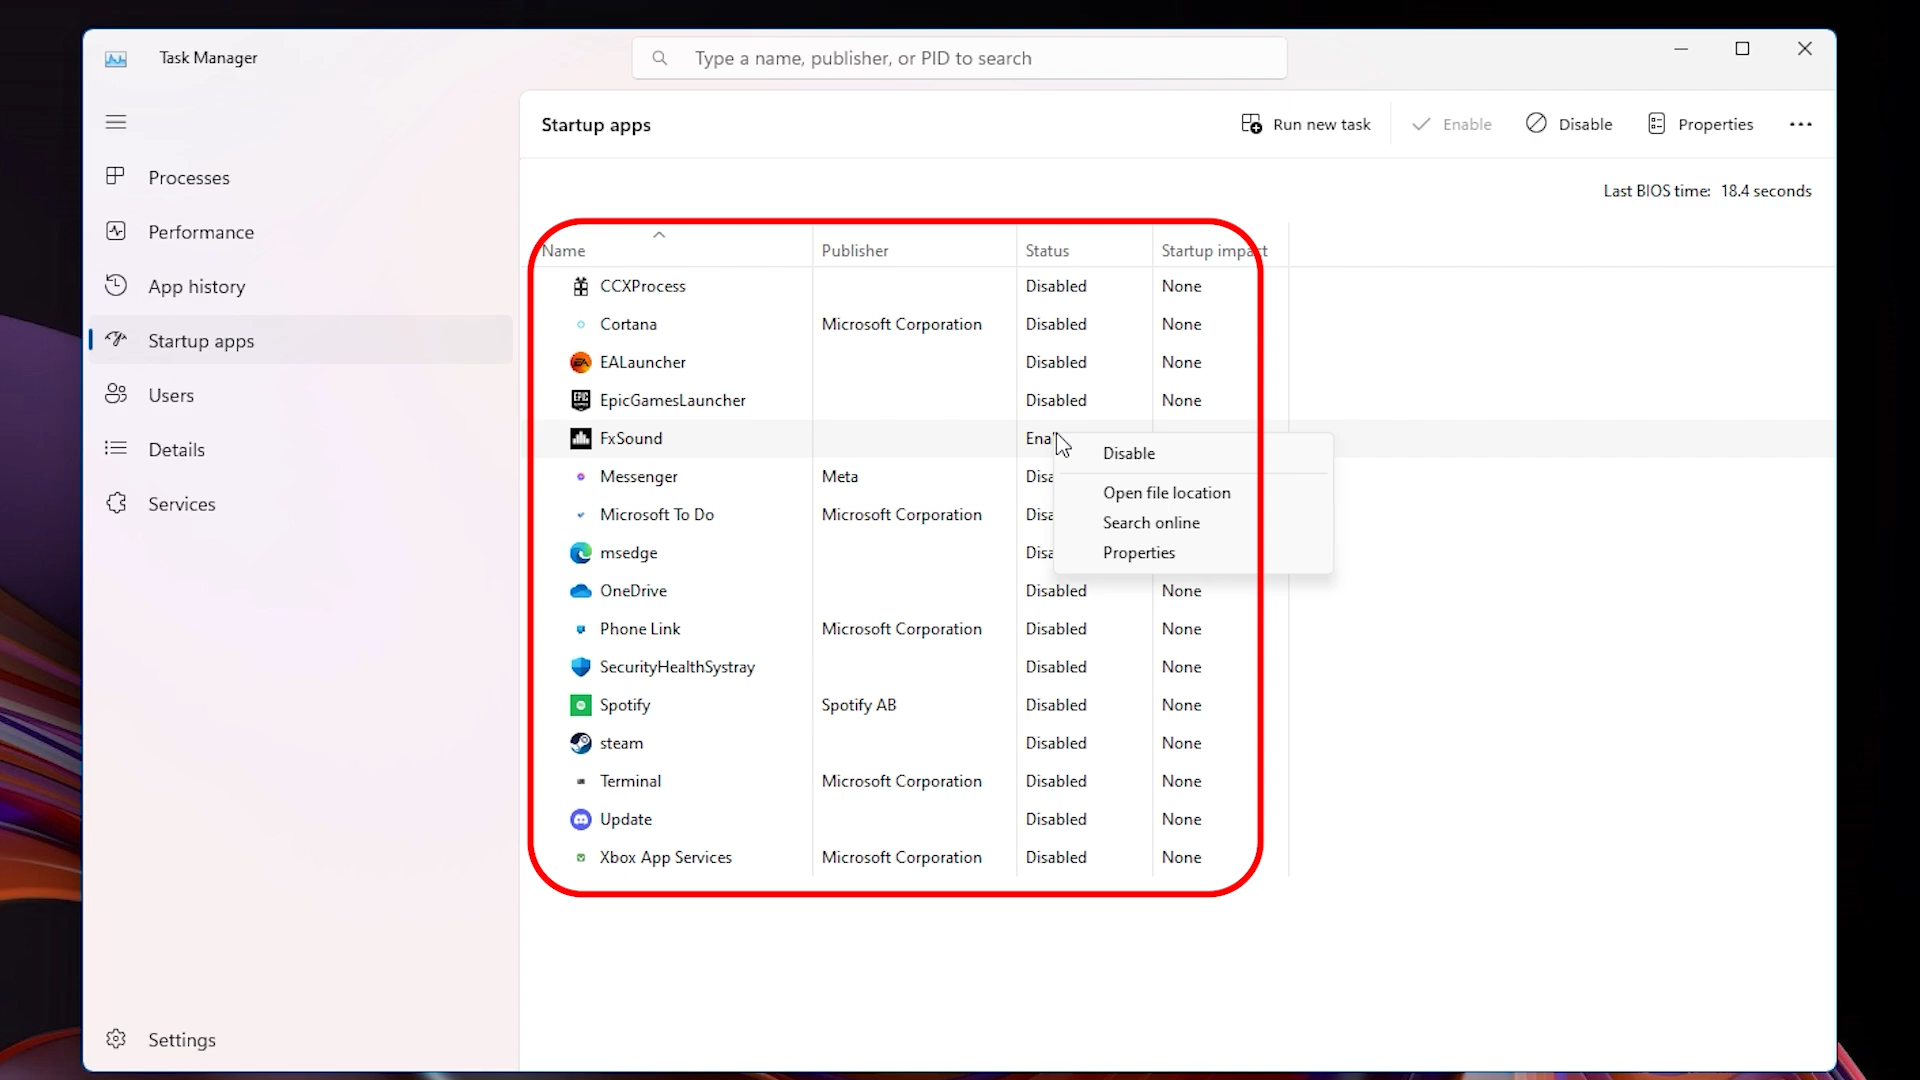 Task Manager
Type a name, publisher, or PID to search
Startup apps
Run new task
Enable
Disable
Properties
Last BIOS time: 18.4 seconds
Processes
Performance
App history
Startup apps
Users
Details
Services
Settings
Name Publisher Status Startup impact
CCXProcess Disabled None
Cortana Microsoft Corporation Disabled None
EALauncher Disabled None
EpicGamesLauncher Disabled None
FxSound
Messenger Meta
Microsoft To Do Microsoft Corporation
msedge
OneDrive Disabled None
Phone Link Microsoft Corporation Disabled None
SecurityHealthSystray Disabled None
Spotify Spotify AB Disabled None
steam Disabled None
Terminal Microsoft Corporation Disabled None
Update Disabled None
Xbox App Services Microsoft Corporation Disabled None
Disable
Open file location
Search online
Properties